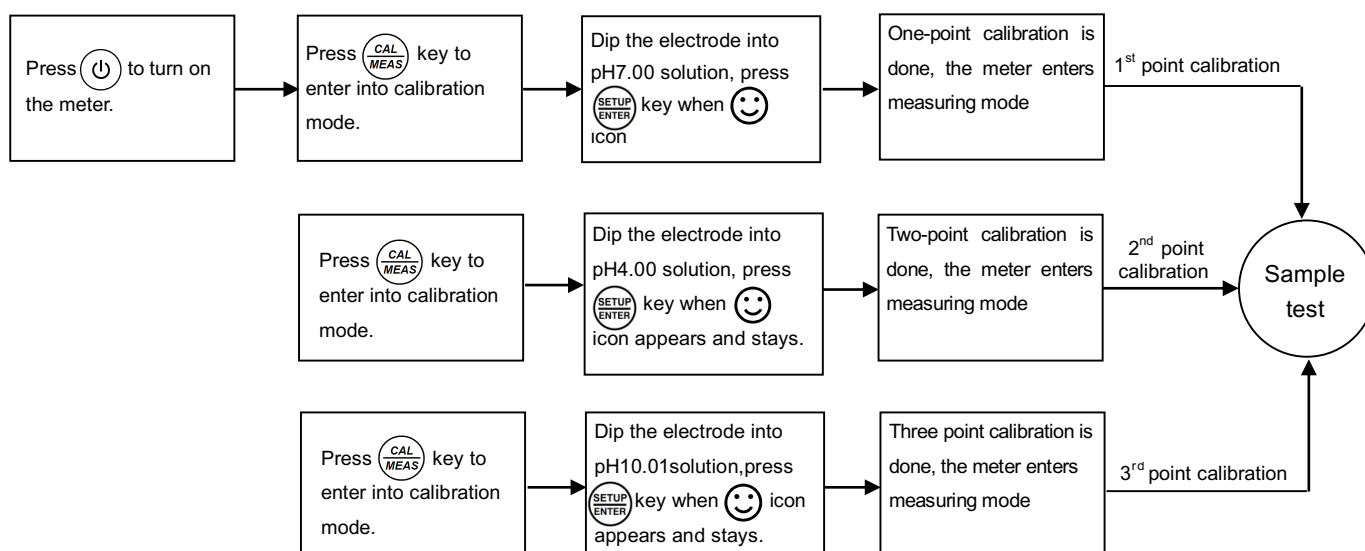 Press to turn on
the meter.
Press CAL
MEAS key to
enter into calibration
mode.
Dip the electrode into
pH7.00 solution, press
SETUP
ENTER key when
icon
One-point calibration is
done, the meter enters
measuring mode
1st point calibration
Press CAL
MEAS key to
enter into calibration
mode.
Dip the electrode into
pH4.00 solution, press
SETUP
ENTER key when
icon appears and stays.
Two-point calibration is
done, the meter enters
measuring mode
2nd point
calibration
Sample
test
Press CAL
MEAS key to
enter into calibration
mode.
Dip the electrode into
pH10.01solution,press
SETUP
ENTER key when icon
appears and stays.
Three point calibration is
done, the meter enters
measuring mode
3rd point calibration